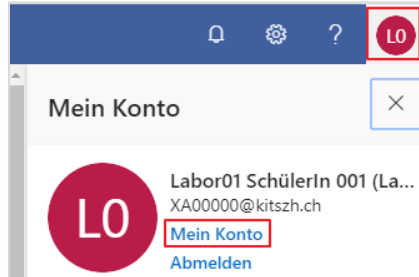 ? L0
Mein Konto
L0
Labor01 SchülerIn 001 (La...
XA00000@kitszh.ch
Mein Konto
Abmelden